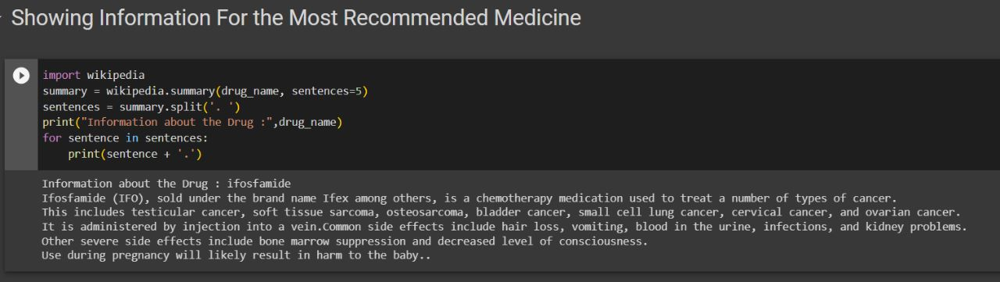 Showing Information For the Most Recommended Medicine
import wikipedia
summary = wikipedia.summary(drug_name, sentences=5)
sentences = summary.split('. ')
print("Information about the Drug :",drug_name)
for sentence in sentences:
    print(sentence + '.')
Information about the Drug : ifosfamide
Ifosfamide (IFO), sold under the brand name Ifex among others, is a chemotherapy medication used to treat a number of types of cancer.
This includes testicular cancer, soft tissue sarcoma, osteosarcoma, bladder cancer, small cell lung cancer, cervical cancer, and ovarian cancer.
It is administered by injection into a vein.Common side effects include hair loss, vomiting, blood in the urine, infections, and kidney problems.
Other severe side effects include bone marrow suppression and decreased level of consciousness.
Use during pregnancy will likely result in harm to the baby..